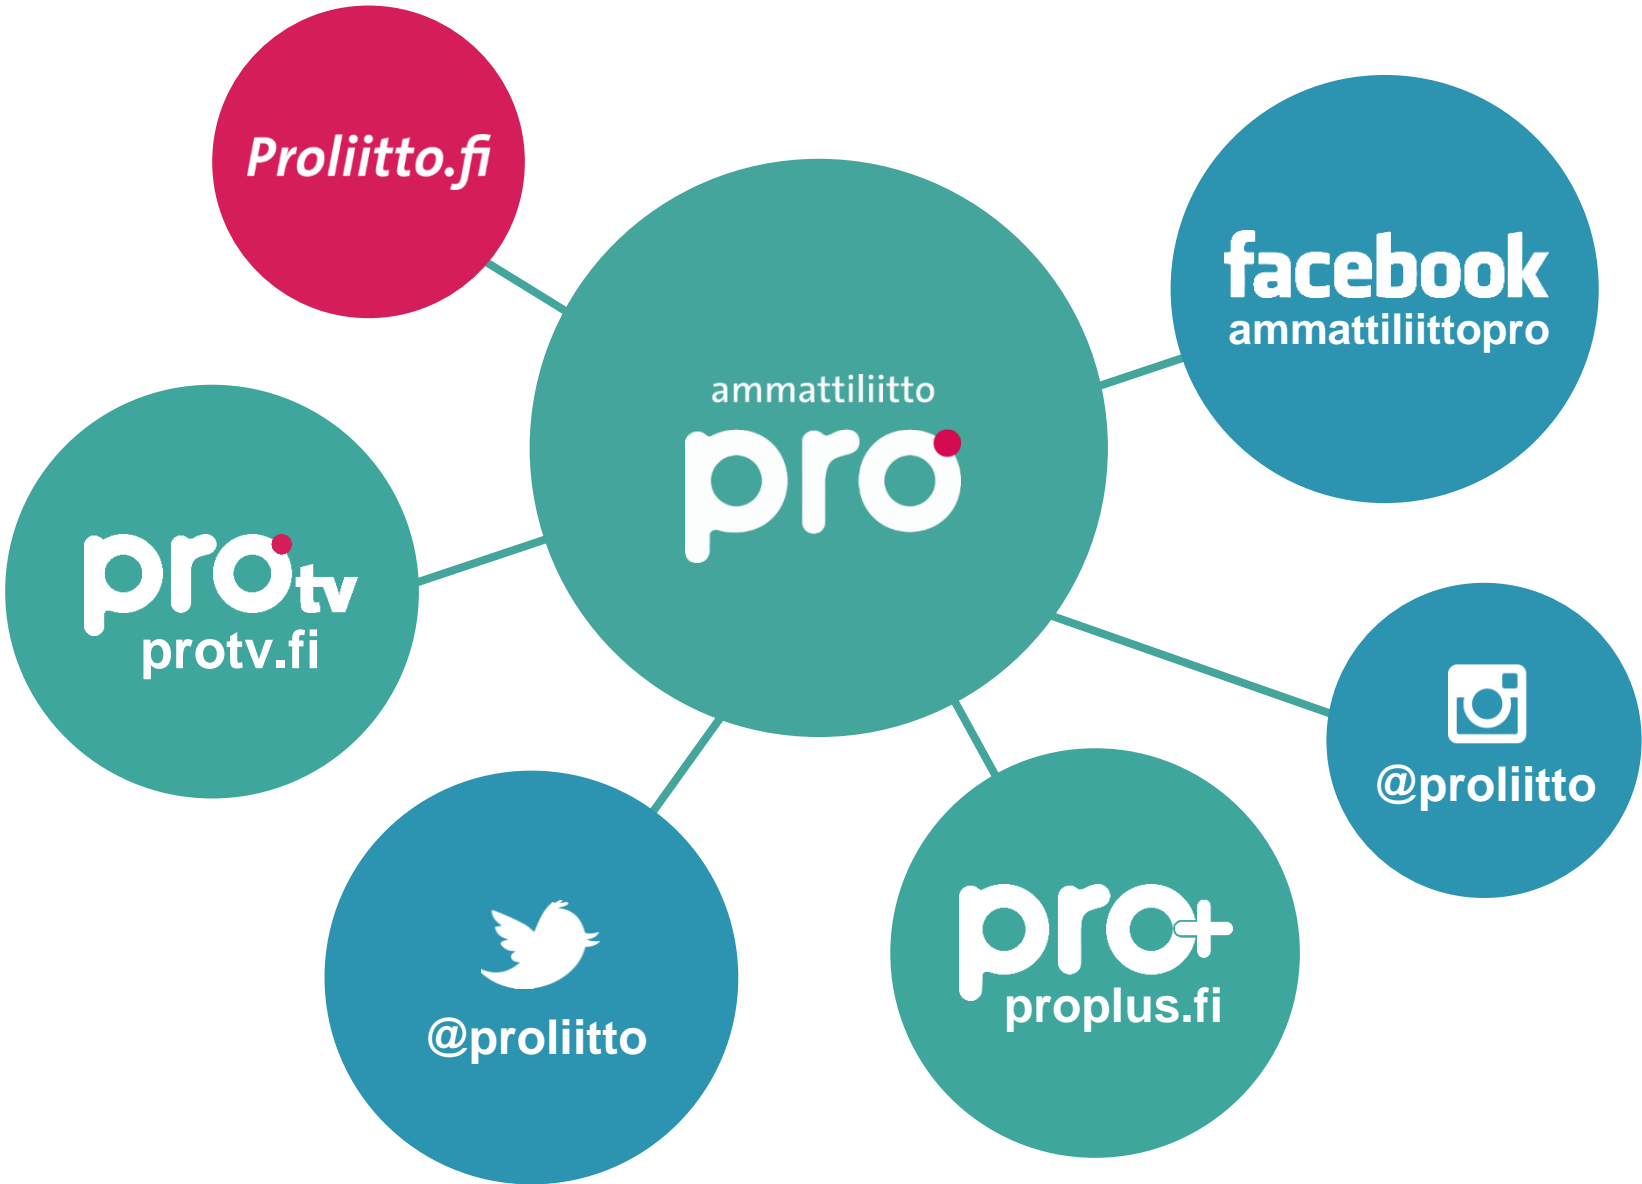 Proliitto.fi
facebook
ammattiliittopro
ammattiliitto
pro
pro tv
protv.fi
@proliitto
pro+
proplus.fi
@proliitto